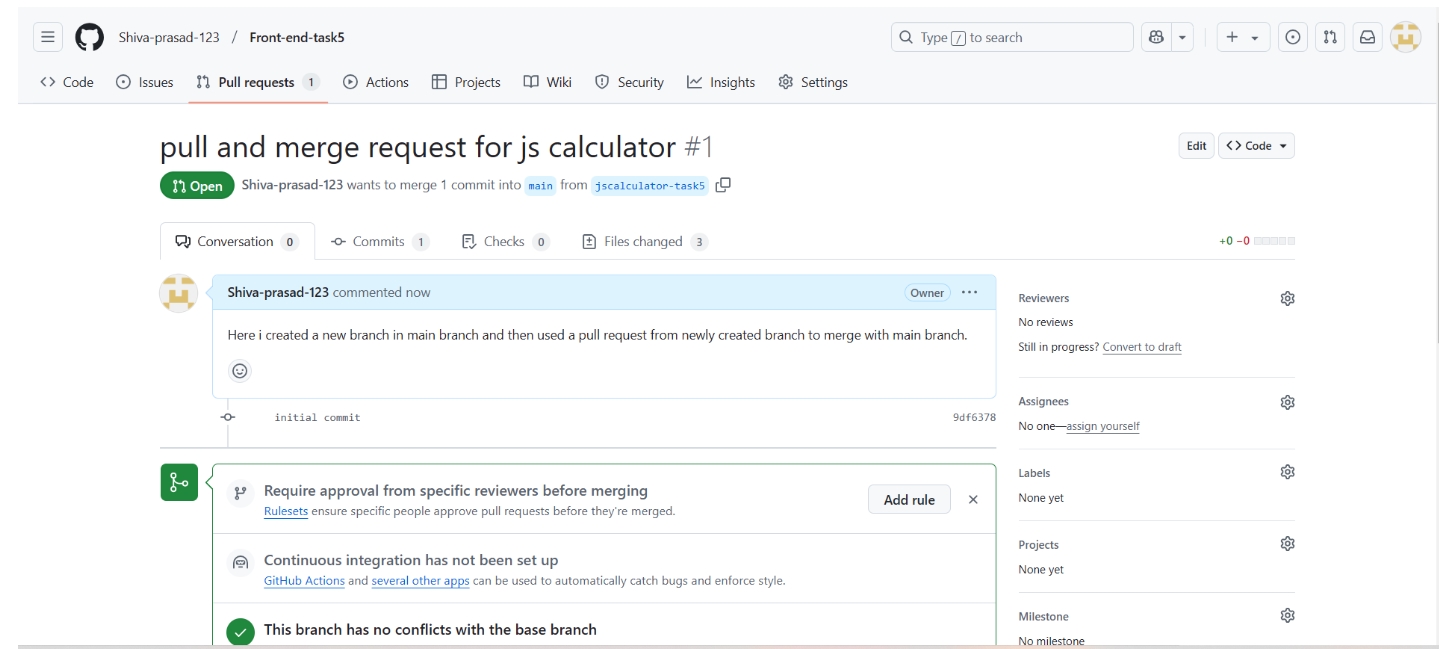 Shiva-prasad-123 / Front-end-task5
Type / to search
Code Issues Pull requests 1 Actions Projects Wiki Insights Security Settings
pull and merge request for js calculator #1
Edit <> Code
Open Shiva-prasad-123 wants to merge 1 commit into main from jscalculator-task5
Conversation 0 Commits 1 Checks 0 Files changed 3
+0 −0
Shiva-prasad-123 commented now
Owner ···
Here i created a new branch in main branch and then used a pull request from newly created branch to merge with main branch.
initial commit
9df6378
Require approval from specific reviewers before merging
Rulesets ensure specific people approve pull requests before they're merged.
Add rule
Continuous integration has not been set up
GitHub Actions and several other apps can be used to automatically catch bugs and enforce style.
This branch has no conflicts with the base branch
Reviewers
No reviews
Still in progress? Convert to draft
Assignees
No one—assign yourself
Labels
None yet
Projects
None yet
Milestone
No milestone